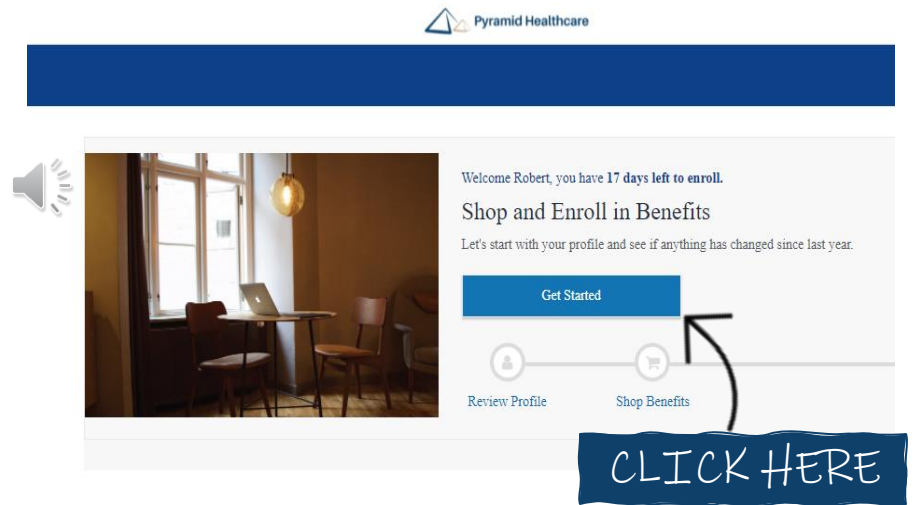 Pyramid Healthcare
Welcome Robert, you have 17 days left to enroll.
Shop and Enroll in Benefits
Let's start with your profile and see if anything has changed since last year.
Get Started
Review Profile
Shop Benefits
CLICK HERE